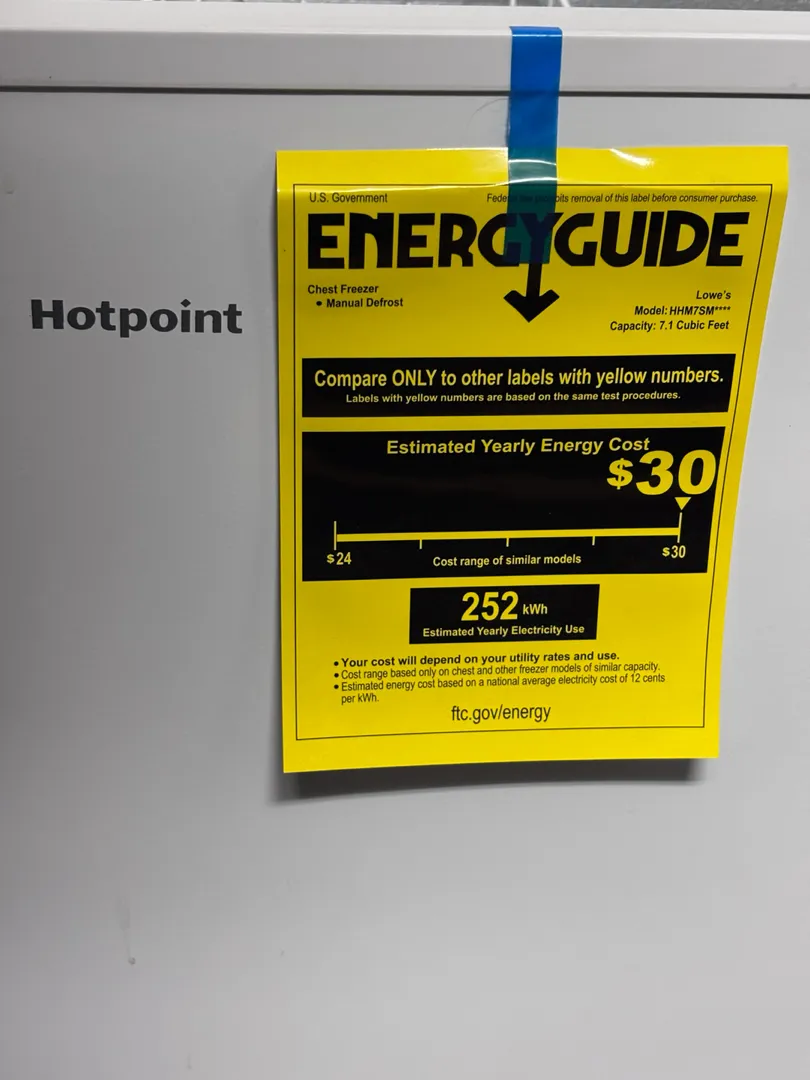 U.S. Government
Federal law prohibits removal of this label before consumer purchase.
ENERGYGUIDE
Chest Freezer
• Manual Defrost
Lowe's
Model: HHM7SM****
Capacity: 7.1 Cubic Feet
Hotpoint
Compare ONLY to other labels with yellow numbers.
Labels with yellow numbers are based on the same test procedures.
Estimated Yearly Energy Cost
$30
$24
$30
Cost range of similar models
252 kWh
Estimated Yearly Electricity Use
• Your cost will depend on your utility rates and use.
• Cost range based only on chest and other freezer models of similar capacity.
• Estimated energy cost based on a national average electricity cost of 12 cents
per kWh.
ftc.gov/energy